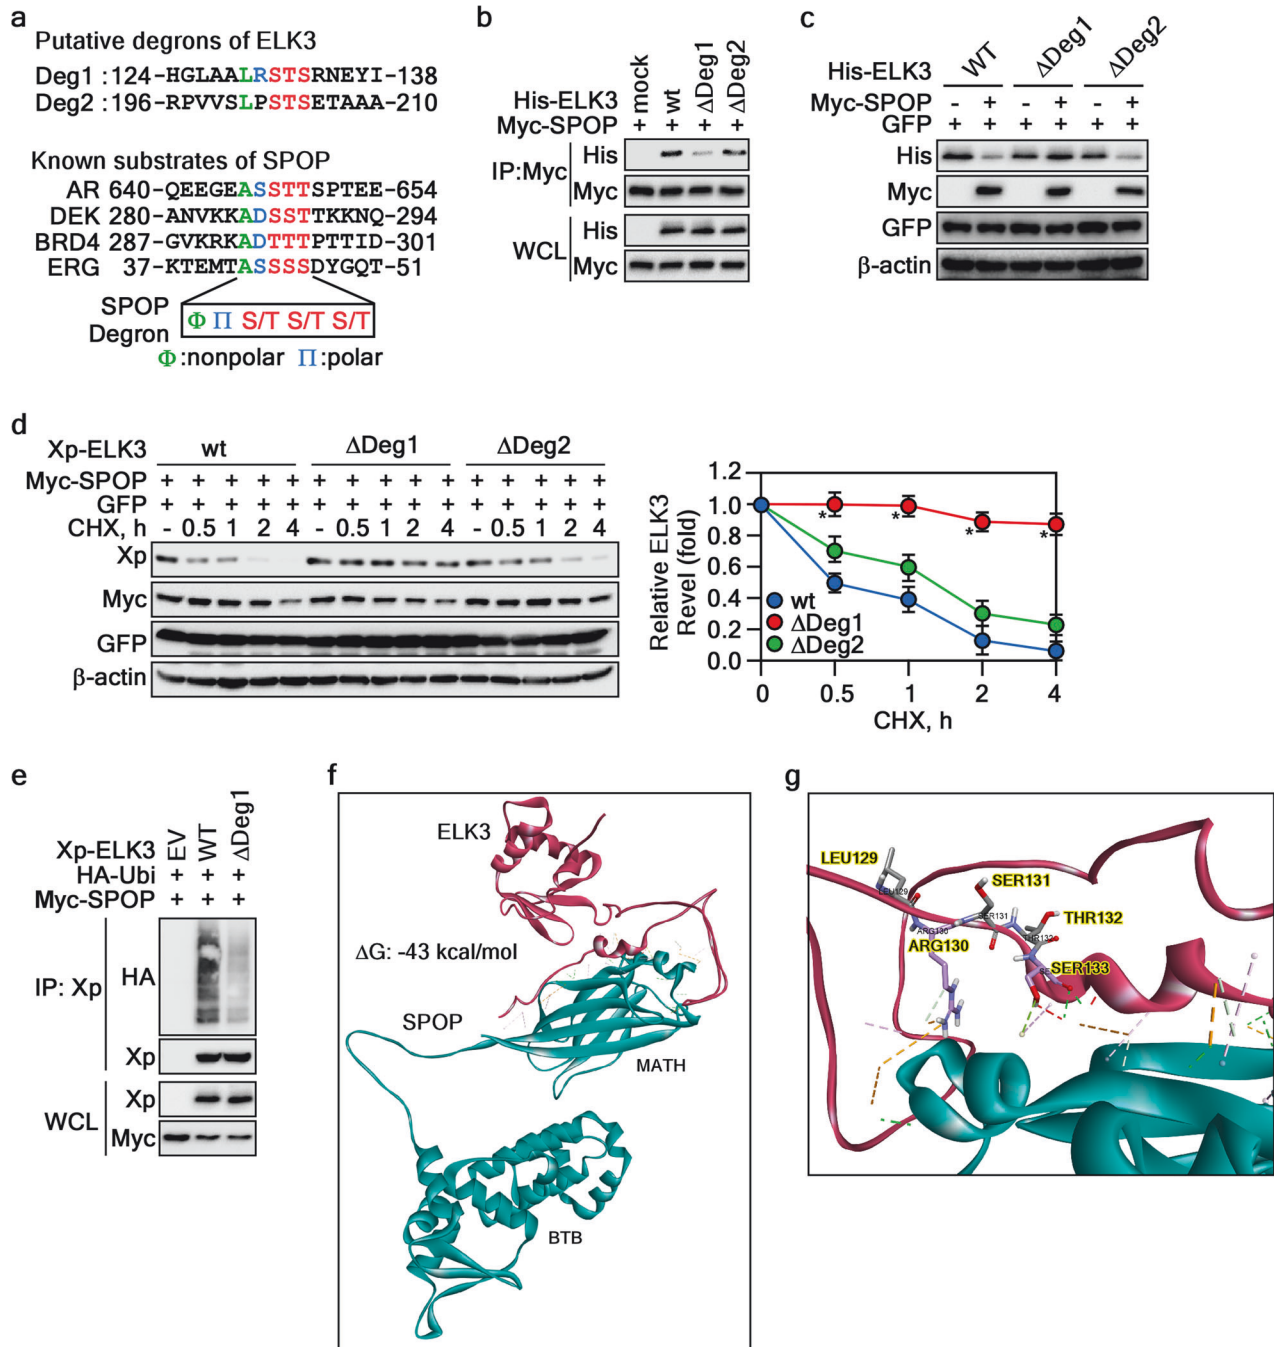 a
Putative degrons of ELK3
Deg1 :124-HGLAALRSTSRNEYI-138
Deg2 :196-RPVVSLPSTSETAAA-210
Known substrates of SPOP
AR 640-QEEGEASSTTSPTEE-654
DEK 280-ANVKKADSSTTKKNQ-294
BRD4 287-GVKRKADTTTPTTID-301
ERG 37-KTEMTASSSSDYGQT-51
SPOP
Degron
Φ Π S/T S/T S/T
Φ:nonpolar Π:polar
b
mock wt ΔDeg1 ΔDeg2
His-ELK3
Myc-SPOP + + + +
IP:Myc
His
Myc
WCL
His
Myc
c
His-ELK3 WT ΔDeg1 ΔDeg2
Myc-SPOP - + - + - +
GFP + + + + + +
His
Myc
GFP
β-actin
d
Xp-ELK3 wt ΔDeg1 ΔDeg2
Myc-SPOP + + + + + + + + + + + + + + +
GFP + + + + + + + + + + + + + + +
CHX, h - 0.5 1 2 4 - 0.5 1 2 4 - 0.5 1 2 4
Xp
Myc
GFP
β-actin
Relative ELK3
Revel (fold)
1.2
1.0
0.8
0.6
0.4
0.2
0.0
* * * *
wt
ΔDeg1
ΔDeg2
0 0.5 1 2 4
CHX, h
e
Xp-ELK3 EV WT ΔDeg1
HA-Ubi + + +
Myc-SPOP + + +
IP: Xp
HA
Xp
WCL
Xp
Myc
f
ELK3
ΔG: -43 kcal/mol
SPOP
MATH
BTB
g
LEU129
LEU129
SER131
SER131
ARG130
ARG130
THR132
THR132
SER133